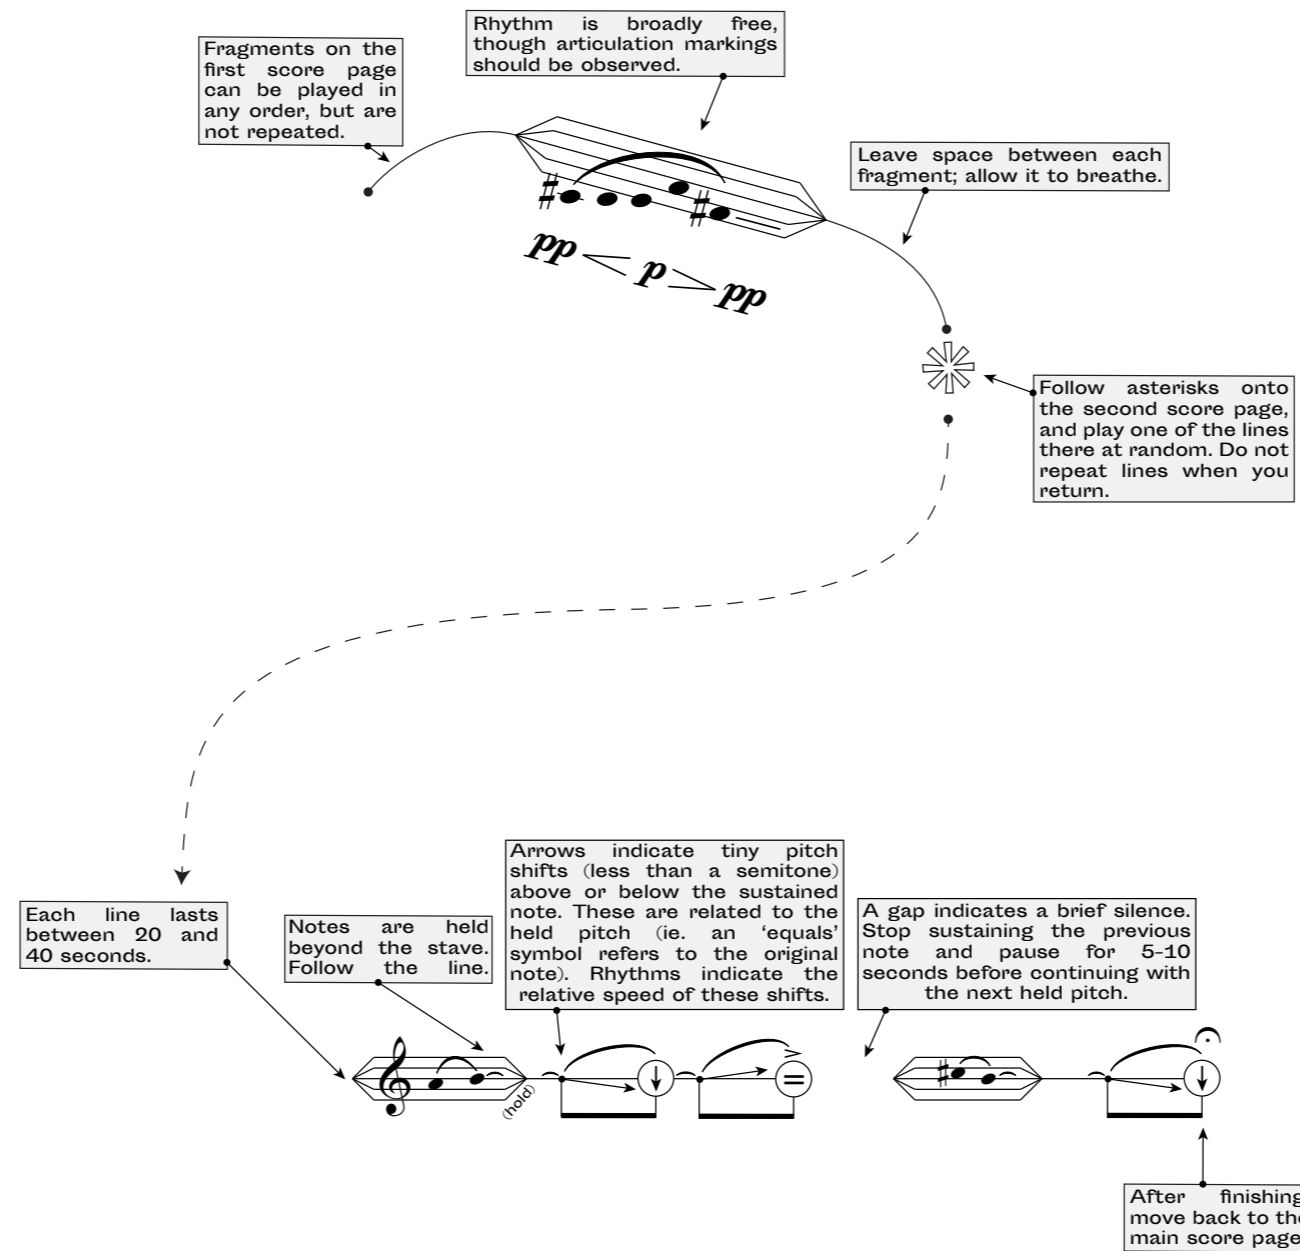 Rhythm is broadly free,
though articulation markings
should be observed.
Fragments on the
first score page
can be played in
any order, but are
not repeated.
Leave space between each
fragment; allow it to breathe.
pp p pp
Follow asterisks onto
the second score page,
and play one of the lines
there at random. Do not
repeat lines when you
return.
Each line lasts
between 20 and
40 seconds.
Notes are held
beyond the stave.
Follow the line.
Arrows indicate tiny pitch
shifts (less than a semitone)
above or below the sustained
note. These are related to the
held pitch (ie. an ‘equals’
symbol refers to the original
note). Rhythms indicate the
relative speed of these shifts.
A gap indicates a brief silence.
Stop sustaining the previous
note and pause for 5-10
seconds before continuing with
the next held pitch.
(hold)
After finishing
move back to the
main score page